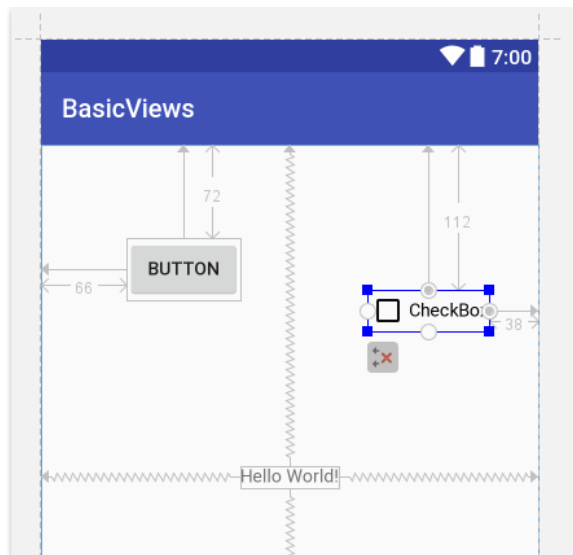 7:00
BasicViews
72
112
BUTTON
66
CheckBo
38
Hello World!